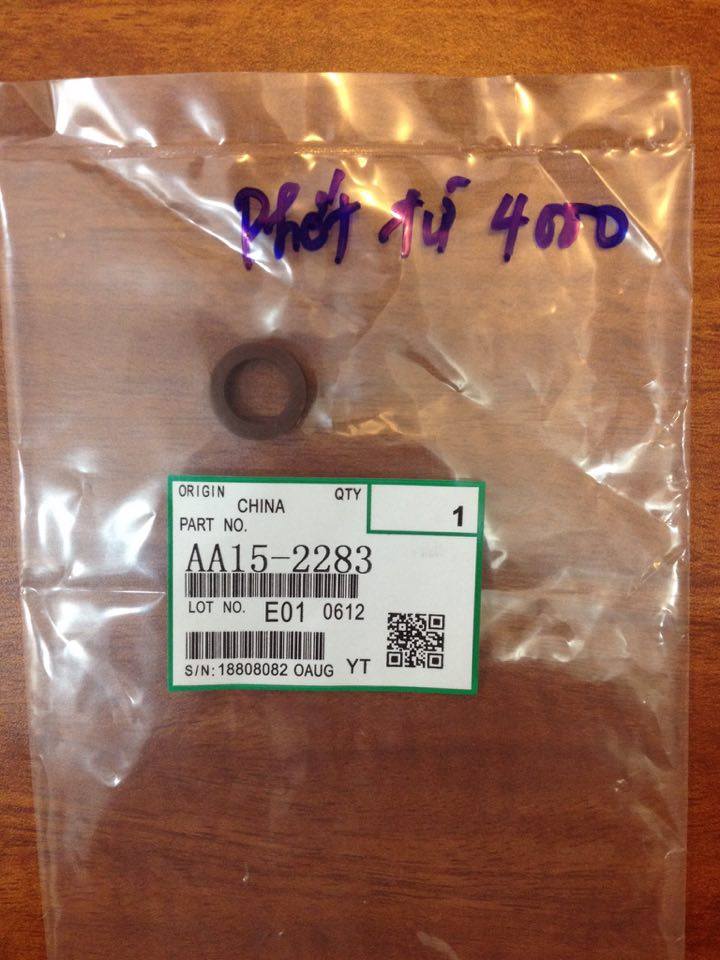 Phớt từ 4000
ORIGIN
CHINA
QTY
1
PART NO.
AA15-2283
LOT NO. E01 0612
S/N: 18808082 OAUG YT